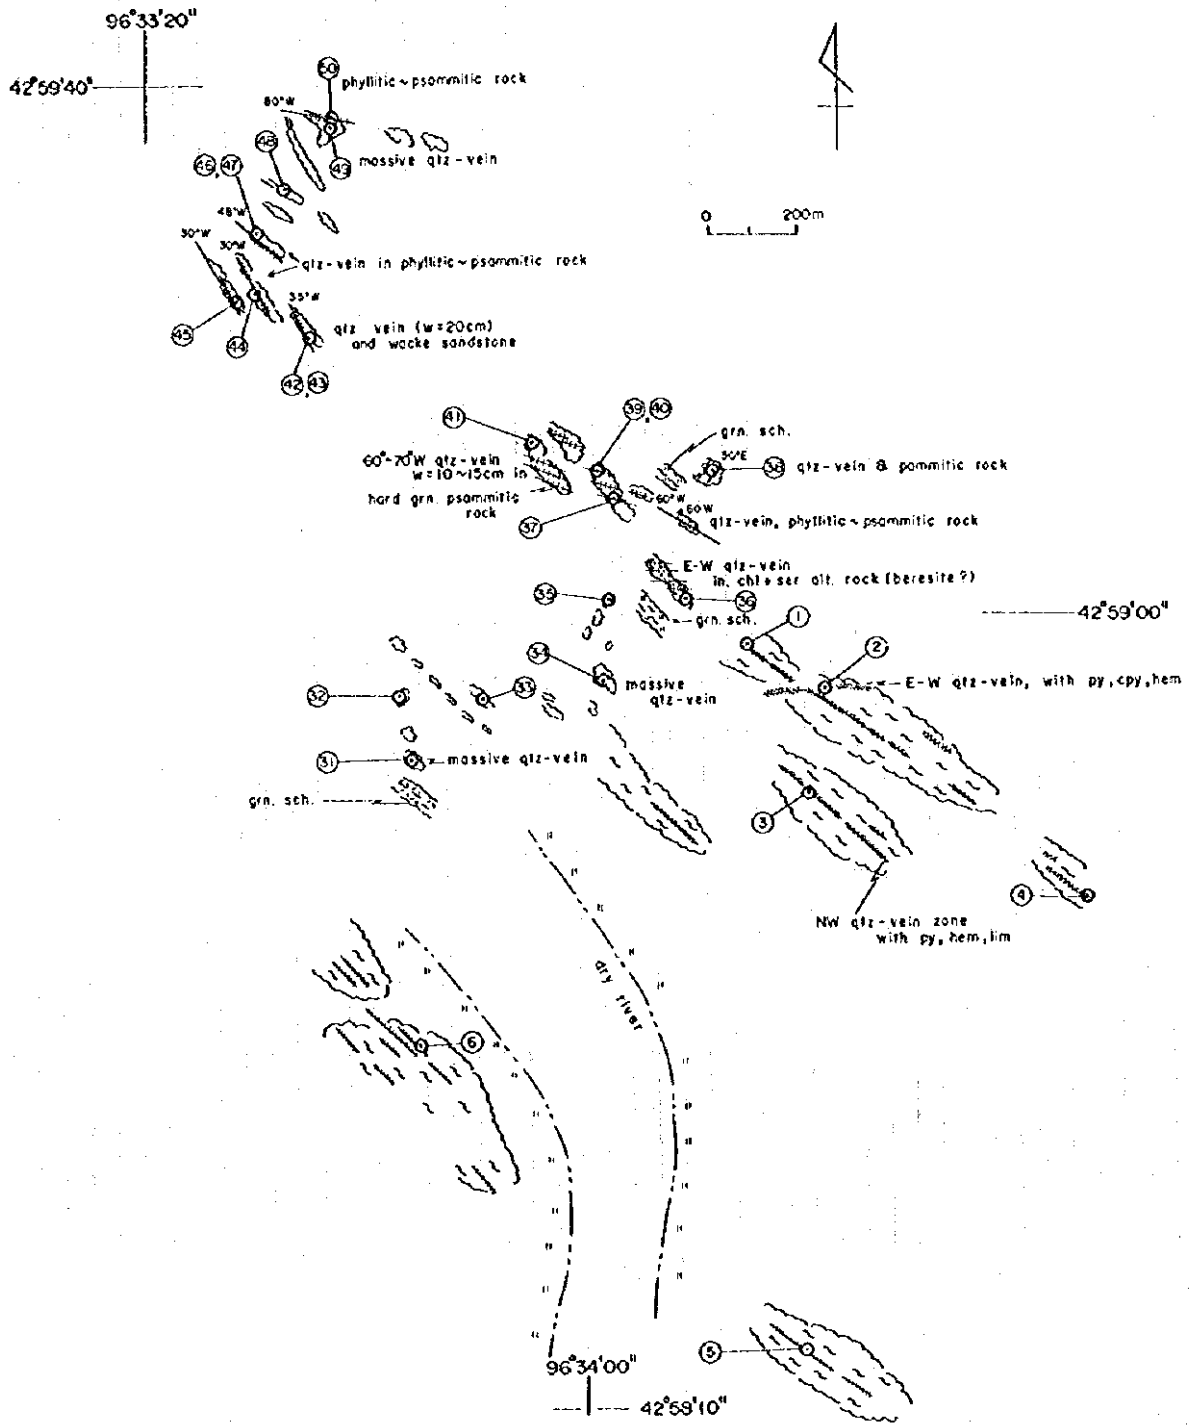 96°33'20"
42°59'40"
50
phyllitic ~ psammitic rock
80°W
48
49
massive qtz-vein
46, 47
0 200m
48°W
30°W
30°W
qtz-vein in phyllitic ~ psammitic rock
35°W
45
44
qtz vein (w=20cm)
and wacke sandstone
42, 43
41
39, 40
grn. sch.
60°-70°W qtz-vein
w=10~15cm in
hard grn. psammitic
rock
50°E
38
qtz-vein & pammitic rock
60°W
60W
37
qtz-vein, phyllitic ~ psammitic rock
E-W qtz-vein
in. chl + ser alt. rock (beresite?)
35
36
grn. sch.
42°59'00"
1
2
34
massive
qtz-vein
E-W qtz-vein, with py, cpy, hem
32
33
31
massive qtz-vein
grn. sch.
3
4
NW qtz-vein zone
with py, hem, lim
dry river
6
5
96°34'00"
42°58'10"